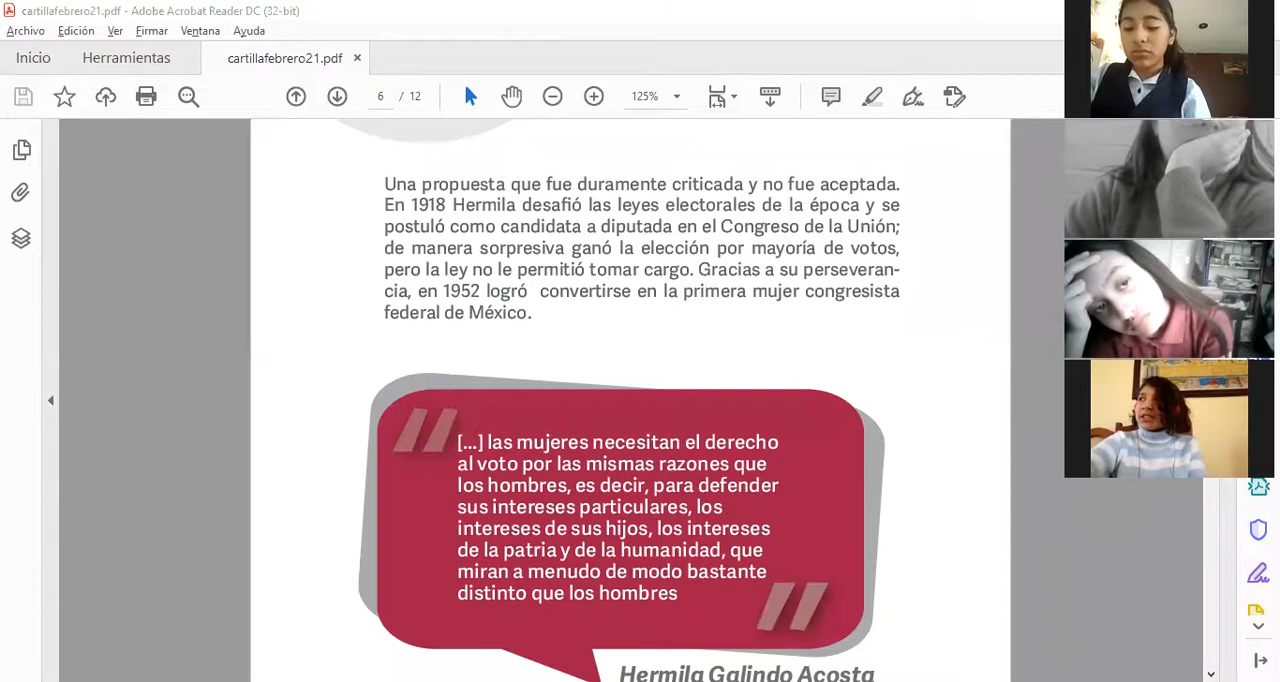 cartillafebrero21.pdf - Adobe Acrobat Reader DC (32-bit)
Archivo Edición Ver Firmar Ventana Ayuda
Inicio Herramientas cartillafebrero21.pdf ×
6 / 12 125%
Una propuesta que fue duramente criticada y no fue aceptada.
En 1918 Hermila desafió las leyes electorales de la época y se
postuló como candidata a diputada en el Congreso de la Unión;
de manera sorpresiva ganó la elección por mayoría de votos,
pero la ley no le permitió tomar cargo. Gracias a su perseveran-
cia, en 1952 logró convertirse en la primera mujer congresista
federal de México.
[...] las mujeres necesitan el derecho
al voto por las mismas razones que
los hombres, es decir, para defender
sus intereses particulares, los
intereses de sus hijos, los intereses
de la patria y de la humanidad, que
miran a menudo de modo bastante
distinto que los hombres
Hermila Galindo Acosta